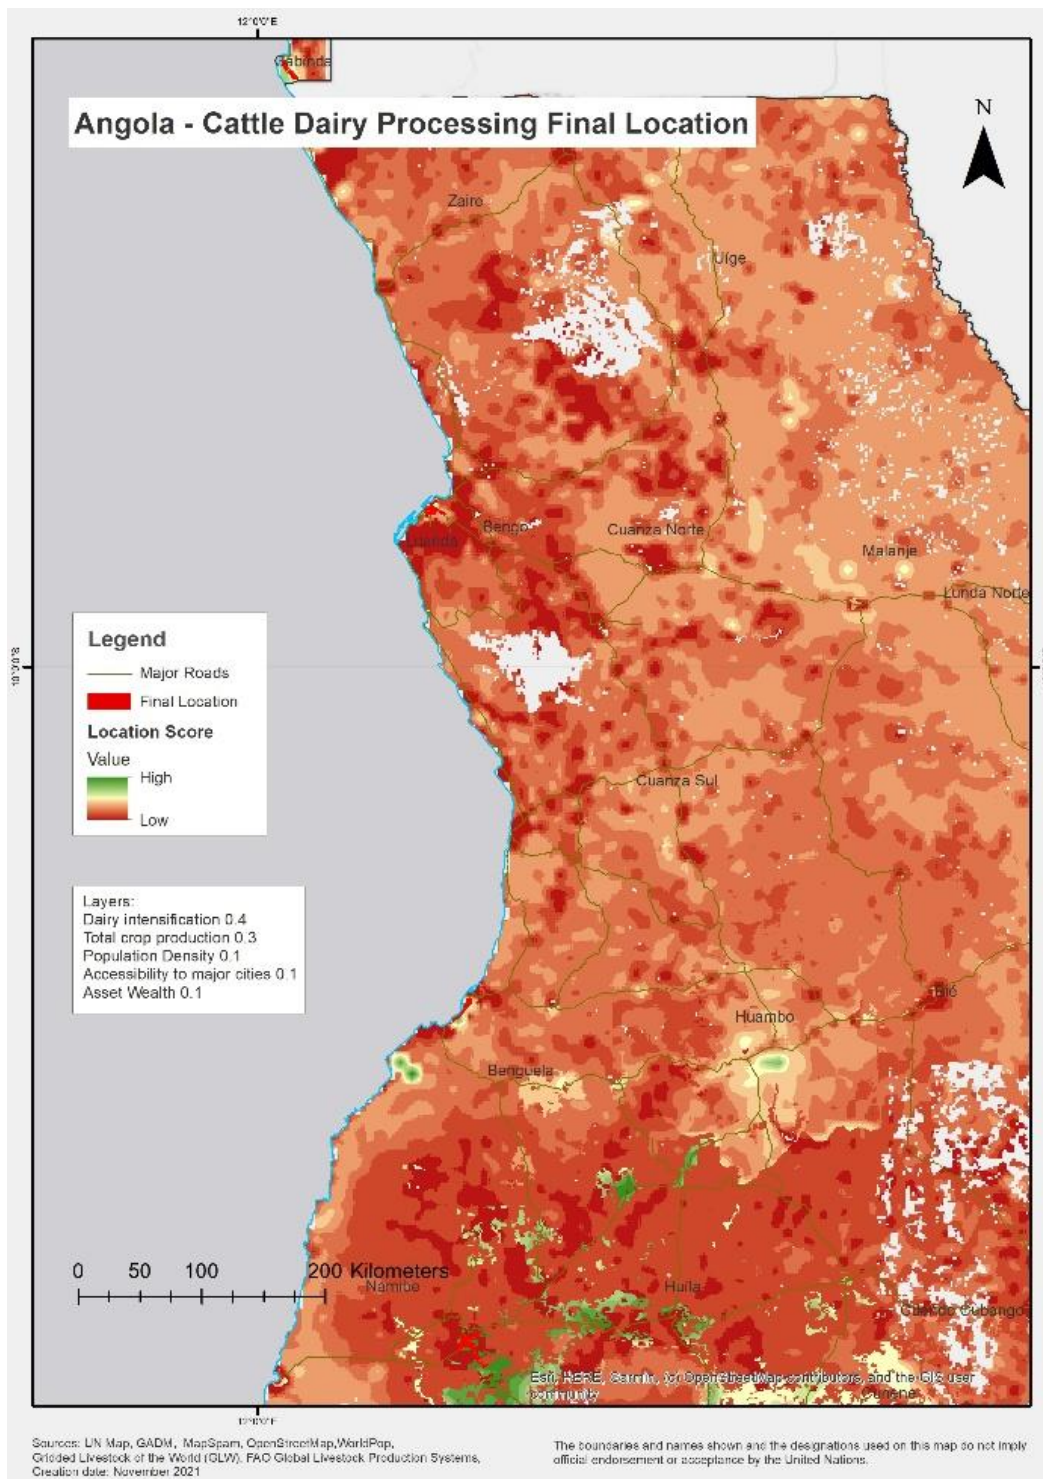 12°0'0"E
Cabinda
Angola - Cattle Dairy Processing Final Location
N
Zaire
Uíge
Bengo
Cuanza Norte
Luanda
Malanje
Lunda Norte
Legend
Major Roads
Final Location
Location Score
Value
High
Low
10°0'0"S
Cuanza Sul
Layers:
Dairy intensification 0.4
Total crop production 0.3
Population Density 0.1
Accessibility to major cities 0.1
Asset Wealth 0.1
Bié
Huambo
Benguela
0 50 100 200 Kilometers
Namibe
Huíla
Cuando Cubango
Esri, HERE, Garmin, (c) OpenStreetMap contributors, and the GIS user
community
Cunene
12°0'0"E
Sources: UN Map, GADM, MapSpam, OpenStreetMap,WorldPop,
Gridded Livestock of the World (GLW), FAO Global Livestock Production Systems,
Creation date: November 2021
The boundaries and names shown and the designations used on this map do not imply
official endorsement or acceptance by the United Nations.